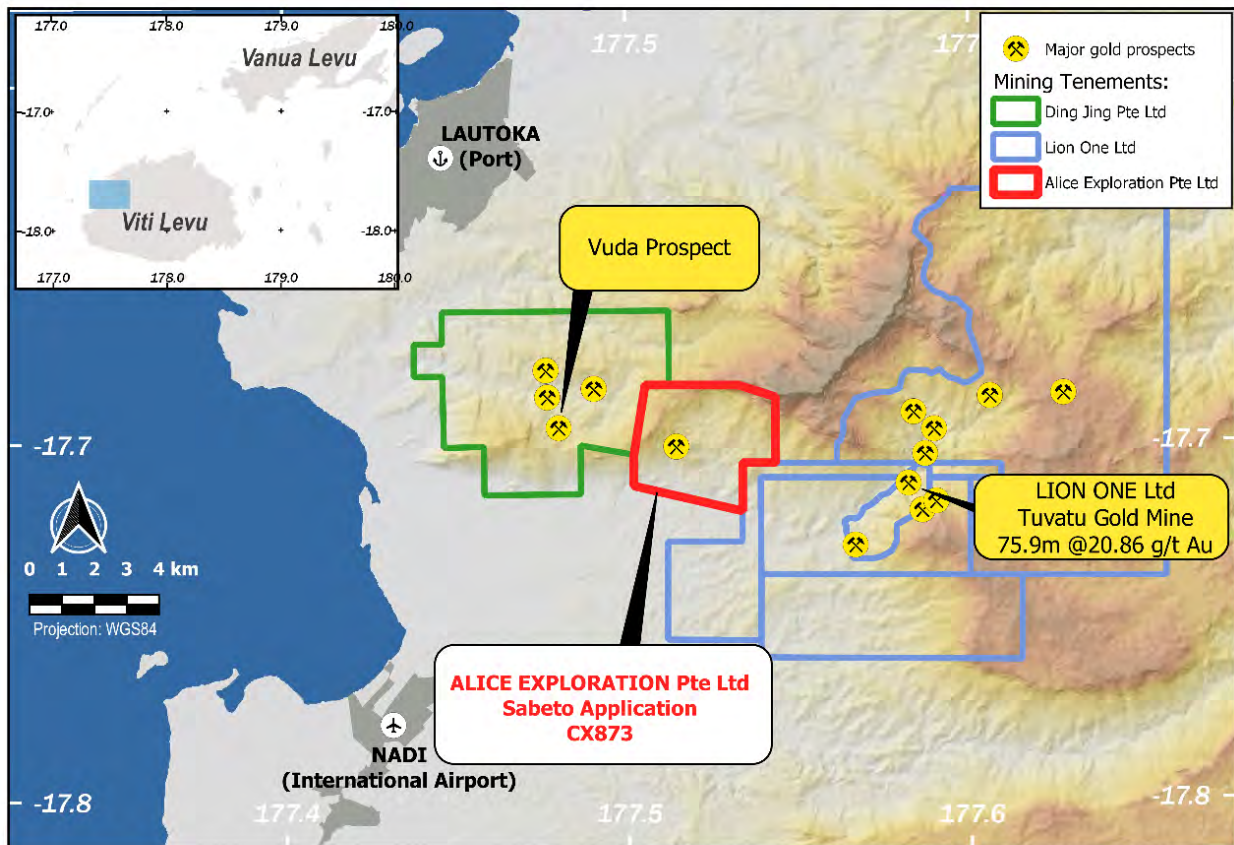 177.0
178.0
179.0
180.0
Vanua Levu
-17.0
-17.0
Viti Levu
-18.0
-18.0
177.0
178.0
179.0
180.0
177.5
Major gold prospects
Mining Tenements:
Ding Jing Pte Ltd
Lion One Ltd
Alice Exploration Pte Ltd
LAUTOKA
(Port)
Vuda Prospect
-17.7
-17.7
LION ONE Ltd
Tuvatu Gold Mine
75.9m @20.86 g/t Au
0 1 2 3 4 km
Projection: WGS84
ALICE EXPLORATION Pte Ltd
Sabeto Application
CX873
NADI
(International Airport)
-17.8
177.4
177.5
177.6
-17.8